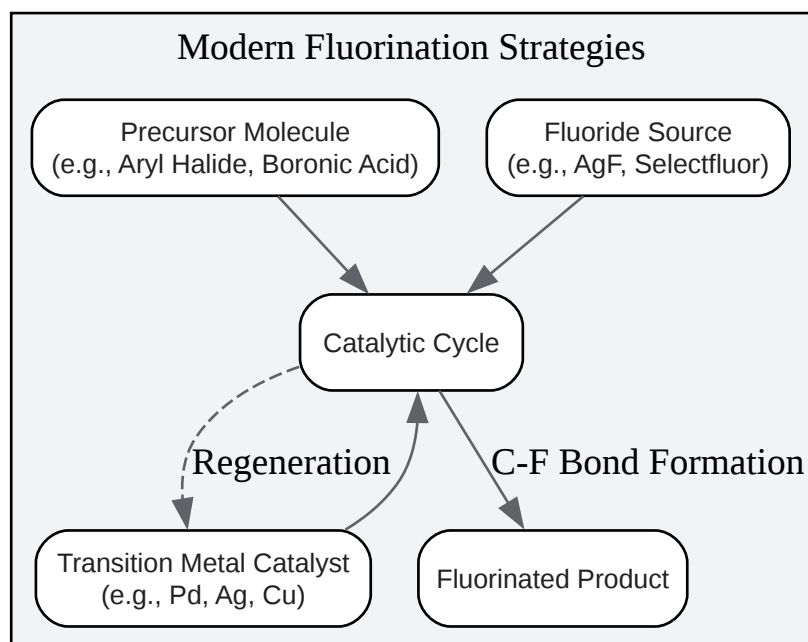 Modern Fluorination Strategies
Precursor Molecule
(e.g., Aryl Halide, Boronic Acid)
Fluoride Source
(e.g., AgF, Selectfluor)
Catalytic Cycle
Regeneration
C-F Bond Formation
Transition Metal Catalyst
(e.g., Pd, Ag, Cu)
Fluorinated Product